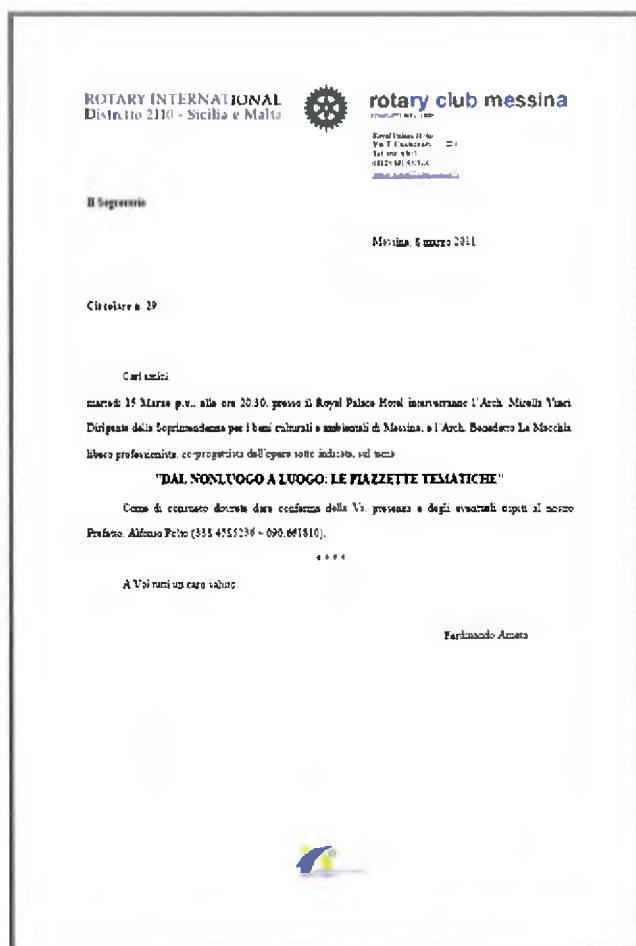 ROTARY INTERNATIONAL
Distretto 2110 - Sicilia e Malta
rotary club messina
Royal Palace Hotel
Il Segretario
Messina, 6 marzo 2011
Circolare n. 29
Cari amici,
martedì 15 Marzo p.v., alle ore 20.30, presso il Royal Palace Hotel interverranno l'Arch. Mirella Vinci
Dirigente della Soprintendenza per i beni culturali e ambientali di Messina, e l'Arch. Benedetto La Macchia
libero professionista, co-progettista dell'opera sotto indicata, sul tema
"DAL NONLUOGO A LUOGO: LE PIAZZETTE TEMATICHE"
Come di consueto dovrete dare conferma della Vs. presenza e degli eventuali ospiti al nostro
Prefetto, Alfonso Polto
* * * *
A Voi tutti un caro saluto.
Ferdinando Amata